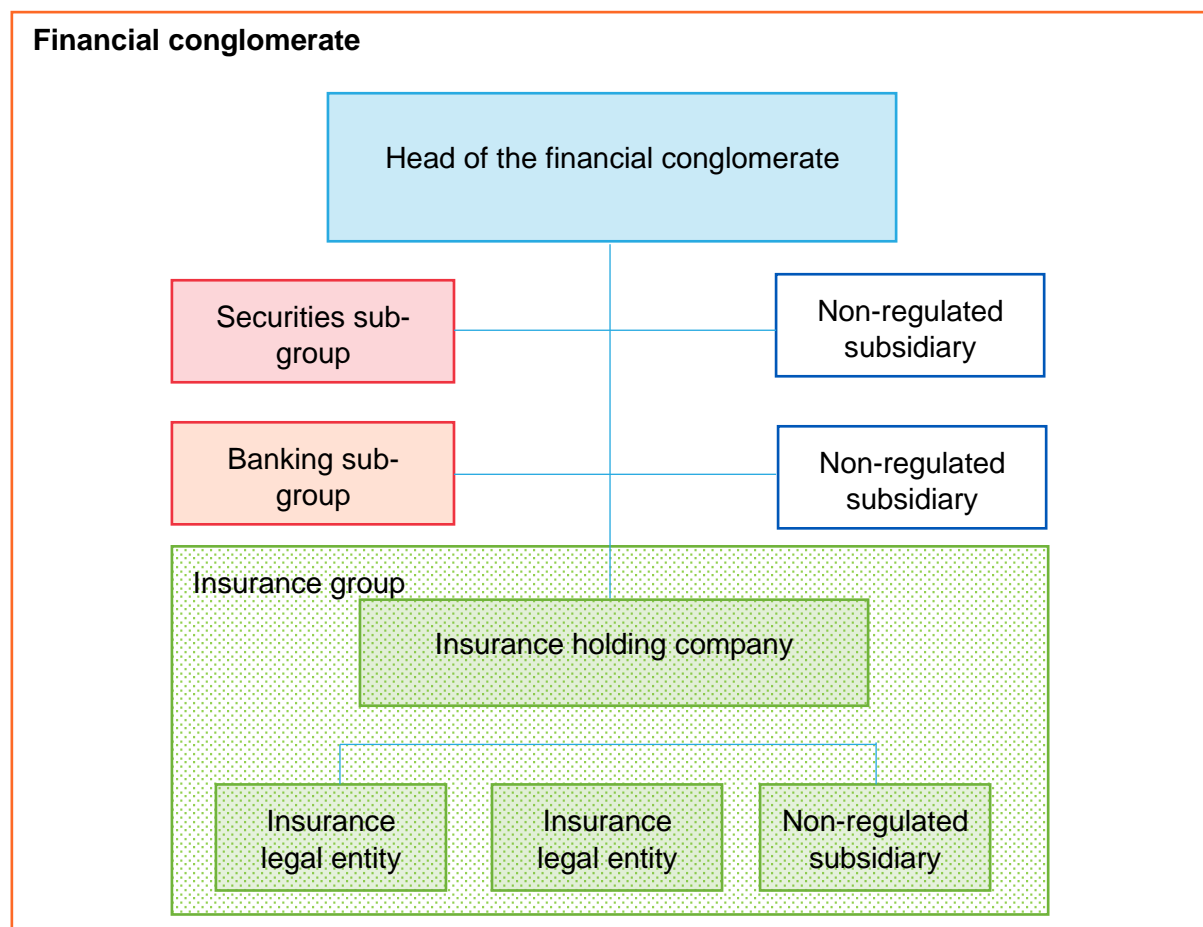 Financial conglomerate
Head of the financial conglomerate
Securities sub-
group
Non-regulated
subsidiary
Banking sub-
group
Non-regulated
subsidiary
Insurance group
Insurance holding company
Insurance
legal entity
Insurance
legal entity
Non-regulated
subsidiary